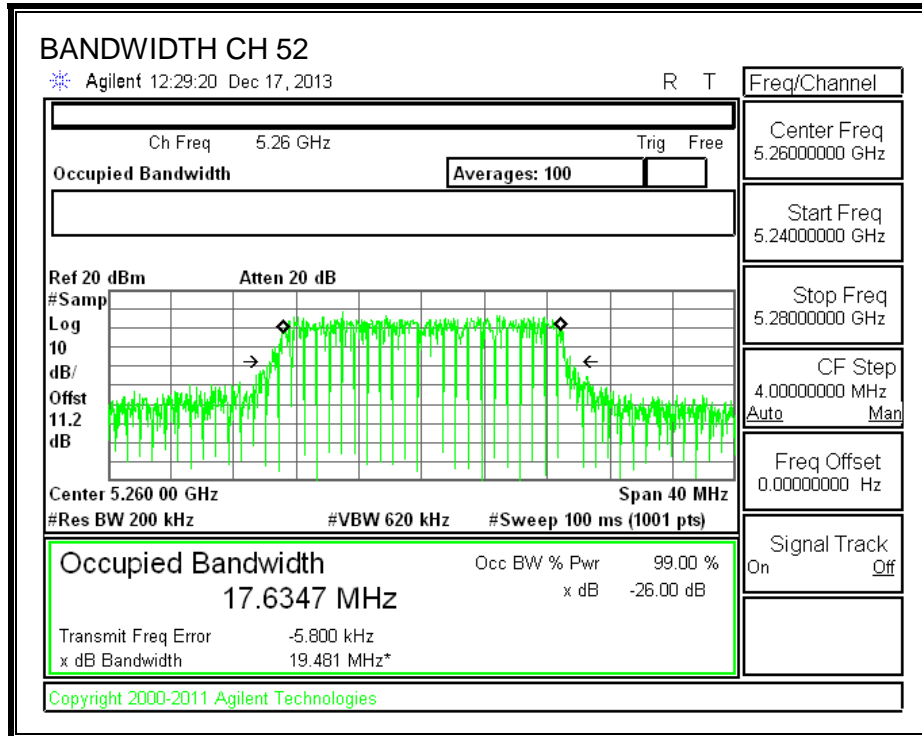 BANDWIDTH CH 52
Agilent 12:29:20 Dec 17, 2013 R T
Ch Freq 5.26 GHz Trig Free
Occupied Bandwidth Averages: 100
Ref 20 dBm Atten 20 dB
#Samp
Log
10
dB/
Offst
11.2
dB
Center 5.260 00 GHz Span 40 MHz
#Res BW 200 kHz #VBW 620 kHz #Sweep 100 ms (1001 pts)
Occupied Bandwidth Occ BW % Pwr 99.00 %
17.6347 MHz x dB -26.00 dB
Transmit Freq Error -5.800 kHz
x dB Bandwidth 19.481 MHz*
Copyright 2000-2011 Agilent Technologies
Freq/Channel
Center Freq
5.26000000 GHz
Start Freq
5.24000000 GHz
Stop Freq
5.28000000 GHz
CF Step
4.00000000 MHz
Auto Man
Freq Offset
0.00000000 Hz
Signal Track
On Off